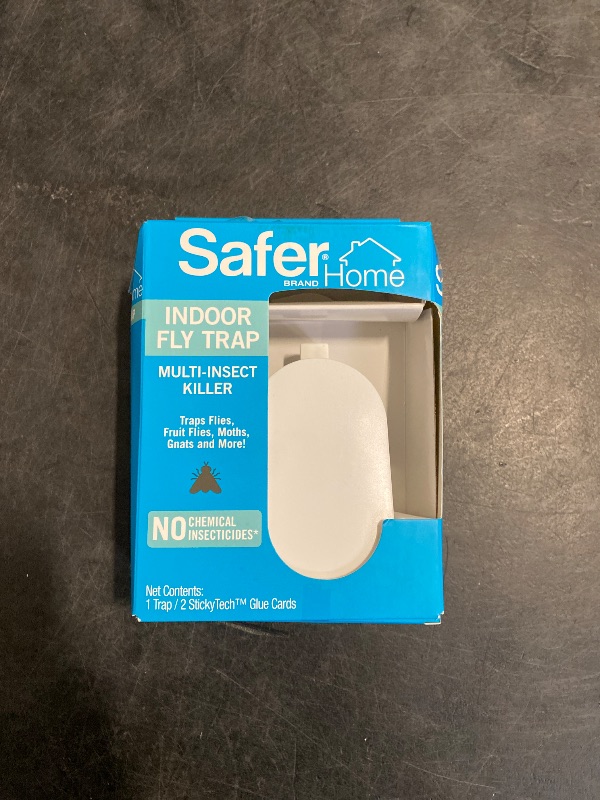 Safer®
BRAND
Home
INDOOR
FLY TRAP
MULTI-INSECT
KILLER
Traps Flies,
Fruit Flies, Moths,
Gnats and More!
NO CHEMICAL
INSECTICIDES*
Net Contents:
1 Trap / 2 StickyTech™ Glue Cards
me